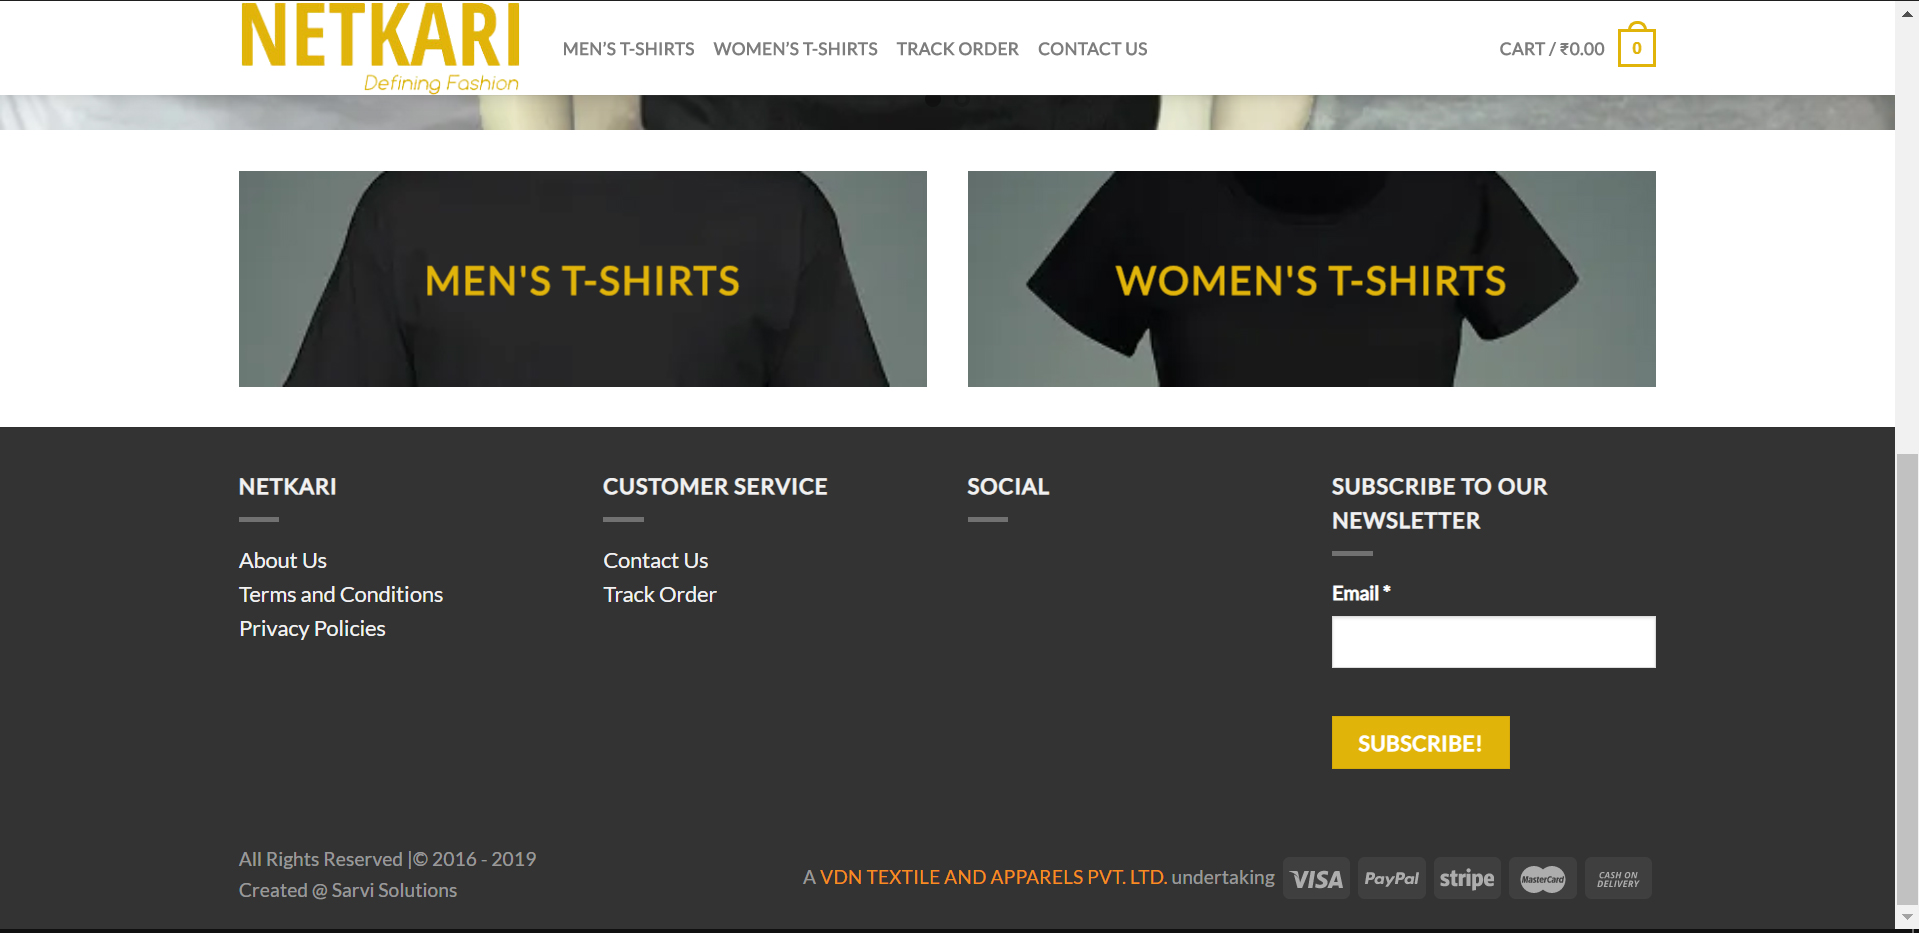 NETKARI
Defining Fashion
MEN'S T-SHIRTS
WOMEN'S T-SHIRTS
TRACK ORDER
CONTACT US
CART / ₹0.00
0
MEN'S T-SHIRTS
WOMEN'S T-SHIRTS
NETKARI
About Us
Terms and Conditions
Privacy Policies
CUSTOMER SERVICE
Contact Us
Track Order
SOCIAL
SUBSCRIBE TO OUR
NEWSLETTER
Email *
SUBSCRIBE!
All Rights Reserved |© 2016 - 2019
Created @ Sarvi Solutions
A VDN TEXTILE AND APPARELS PVT. LTD. undertaking
VISA
PayPal
stripe
MasterCard
CASH ON
DELIVERY